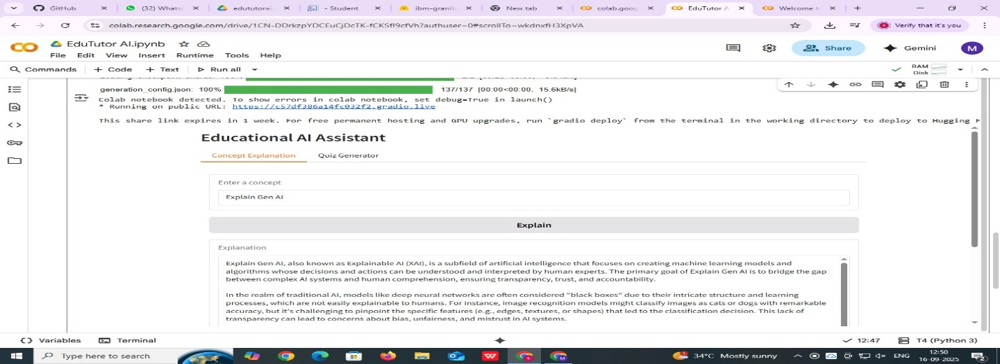 GitHub
(32) Whats
edututorai.
- Student
ibm-granit
New tab
colab.goog
EduTutor A
Welcome t
colab.research.google.com/drive/1CN-DDrkzpYDCEuCjDcTK-fCKSfI9cfVh?authuser=0#scrollTo=wkdnxfH3XpVA
Verify that it's you
EduTutor AI.ipynb
File Edit View Insert Runtime Tools Help
Share
Gemini
M
Commands + Code + Text Run all
RAM
Disk
generation_config.json: 100% 137/137 [00:00<00:00, 15.6kB/s]
Colab notebook detected. To show errors in colab notebook, set debug=True in launch()
* Running on public URL: https://c57df386a14fc032f2.gradio.live
This share link expires in 1 week. For free permanent hosting and GPU upgrades, run `gradio deploy` from the terminal in the working directory to deploy to Hugging F
Educational AI Assistant
Concept Explanation Quiz Generator
Enter a concept
Explain Gen AI
Explain
Explanation
Explain Gen AI, also known as Explainable AI (XAI), is a subfield of artificial intelligence that focuses on creating machine learning models and
algorithms whose decisions and actions can be understood and interpreted by human experts. The primary goal of Explain Gen AI is to bridge the gap
between complex AI systems and human comprehension, ensuring transparency, trust, and accountability.
In the realm of traditional AI, models like deep neural networks are often considered "black boxes" due to their intricate structure and learning
processes, which are not easily explainable to humans. For instance, image recognition models might classify images as cats or dogs with remarkable
accuracy, but it's challenging to pinpoint the specific features (e.g., edges, textures, or shapes) that led to the classification decision. This lack of
transparency can lead to concerns about bias, unfairness, and mistrust in AI systems.
Variables Terminal
12:47
T4 (Python 3)
Type here to search
34°C Mostly sunny
ENG
12:50
16-09-2025
2